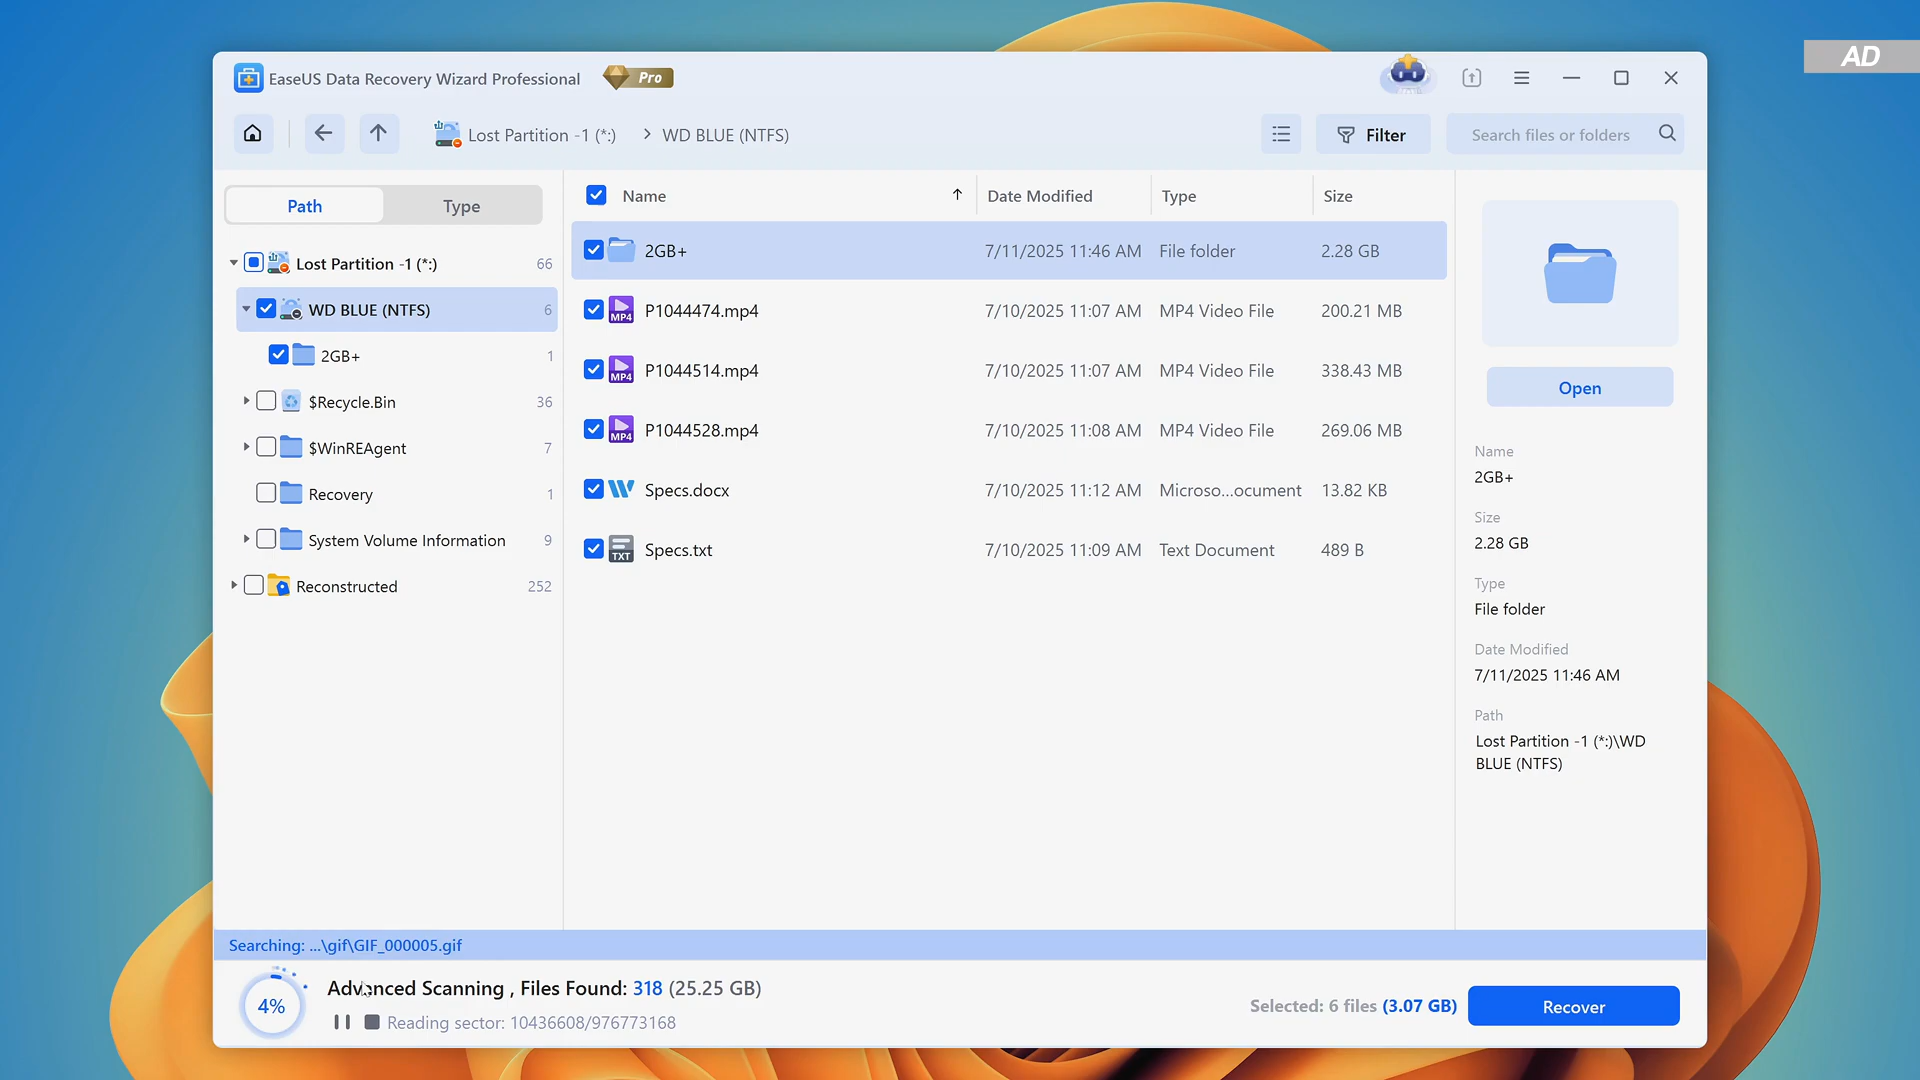 AD
EaseUS Data Recovery Wizard Professional
Pro
Lost Partition -1 (*:) > WD BLUE (NTFS)
Filter
Search files or folders
Path
Type
Lost Partition -1 (*:) 66
WD BLUE (NTFS) 6
2GB+ 1
$Recycle.Bin 36
$WinREAgent 7
Recovery 1
System Volume Information 9
Reconstructed 252
Name Date Modified Type Size
2GB+ 7/11/2025 11:46 AM File folder 2.28 GB
MP4 P1044474.mp4 7/10/2025 11:07 AM MP4 Video File 200.21 MB
MP4 P1044514.mp4 7/10/2025 11:07 AM MP4 Video File 338.43 MB
MP4 P1044528.mp4 7/10/2025 11:08 AM MP4 Video File 269.06 MB
Specs.docx 7/10/2025 11:12 AM Microso...ocument 13.82 KB
TXT Specs.txt 7/10/2025 11:09 AM Text Document 489 B
Open
Name
2GB+
Size
2.28 GB
Type
File folder
Date Modified
7/11/2025 11:46 AM
Path
Lost Partition -1 (*:)\WD
BLUE (NTFS)
Searching: ...\gif\GIF_000005.gif
4%
Advanced Scanning , Files Found: 318 (25.25 GB)
Reading sector: 10436608/976773168
Selected: 6 files (3.07 GB)
Recover